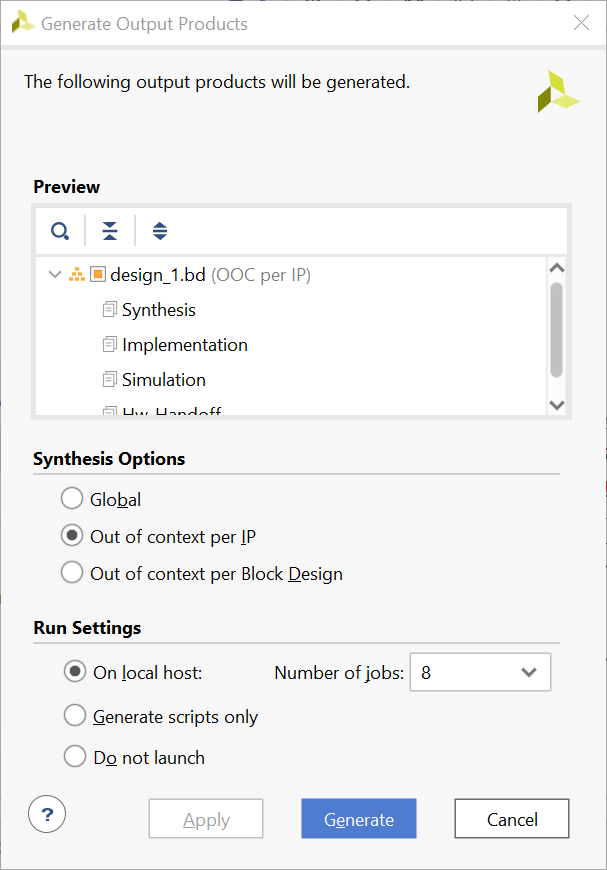 Generate Output Products
The following output products will be generated.
Preview
design_1.bd (OOC per IP)
Synthesis
Implementation
Simulation
Hw_Handoff
Synthesis Options
Global
Out of context per IP
Out of context per Block Design
Run Settings
On local host: Number of jobs: 8
Generate scripts only
Do not launch
? Apply Generate Cancel